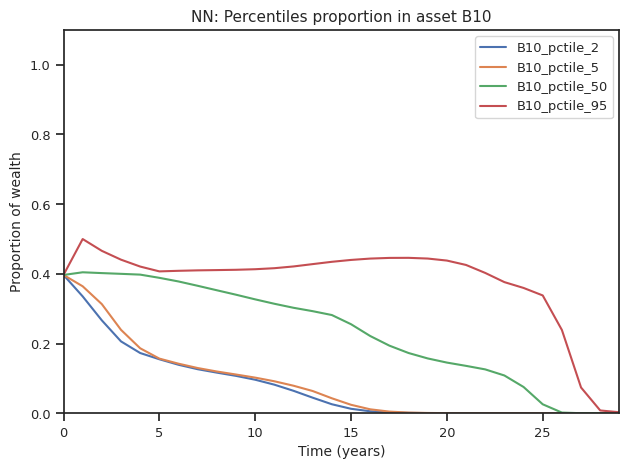 NN: Percentiles proportion in asset B10
B10_pctile_2
B10_pctile_5
B10_pctile_50
B10_pctile_95
Proportion of wealth
1.0
0.8
0.6
0.4
0.2
0.0
0 5 10 15 20 25
Time (years)